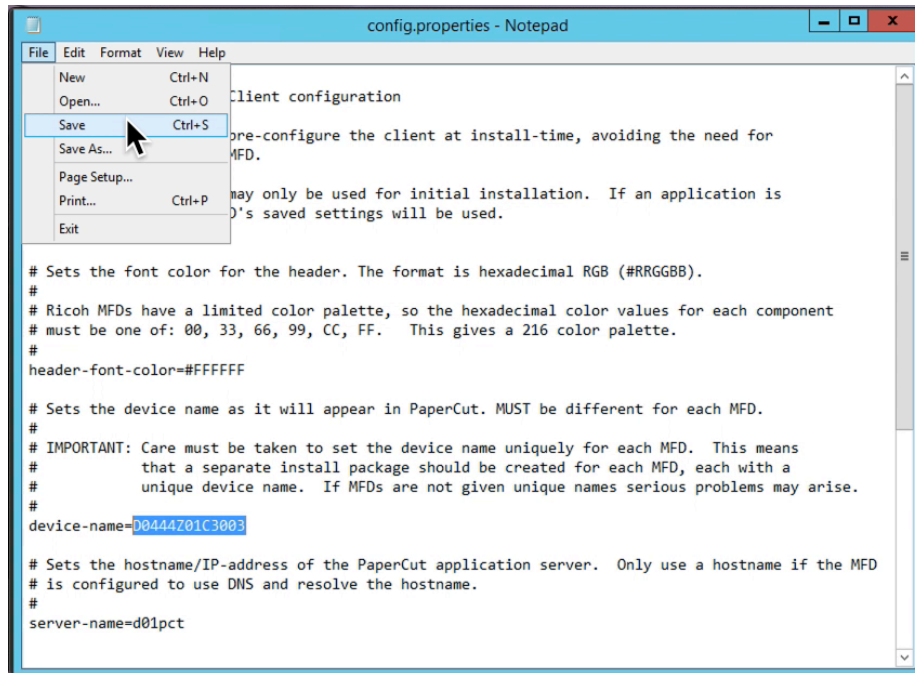 config.properties - Notepad
File Edit Format View Help
New Ctrl+N
Open... Ctrl+O
Save Ctrl+S
Save As...
Page Setup...
Print... Ctrl+P
Exit
Client configuration
pre-configure the client at install-time, avoiding the need for
MFD.
may only be used for initial installation. If an application is
D's saved settings will be used.
# Sets the font color for the header. The format is hexadecimal RGB (#RRGGBB).
#
# Ricoh MFDs have a limited color palette, so the hexadecimal color values for each component
# must be one of: 00, 33, 66, 99, CC, FF. This gives a 216 color palette.
#
header-font-color=#FFFFFF
# Sets the device name as it will appear in PaperCut. MUST be different for each MFD.
#
# IMPORTANT: Care must be taken to set the device name uniquely for each MFD. This means
# that a separate install package should be created for each MFD, each with a
# unique device name. If MFDs are not given unique names serious problems may arise.
#
device-name=D0444Z01C3003
# Sets the hostname/IP-address of the PaperCut application server. Only use a hostname if the MFD
# is configured to use DNS and resolve the hostname.
#
server-name=d01pct